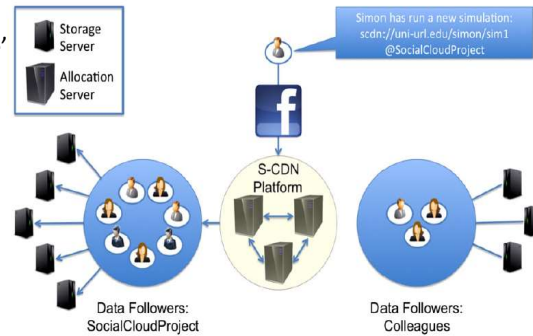 ,
Storage
Server
Allocation
Server
Simon has run a new simulation:
scdn://uni-url.edu/simon/sim1
@SocialCloudProject
f
S-CDN
Platform
Data Followers:
SocialCloudProject
Data Followers:
Colleagues